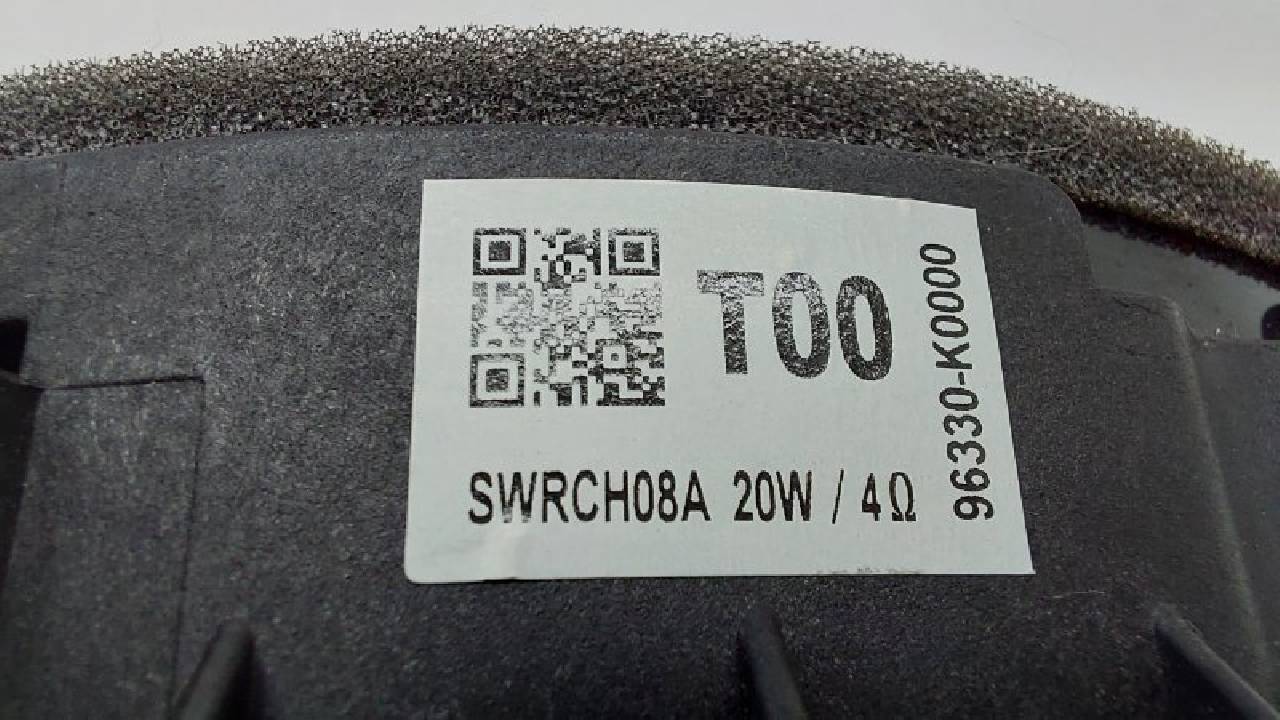 T00
96330-K0000
SWRCH08A 20W / 4Ω